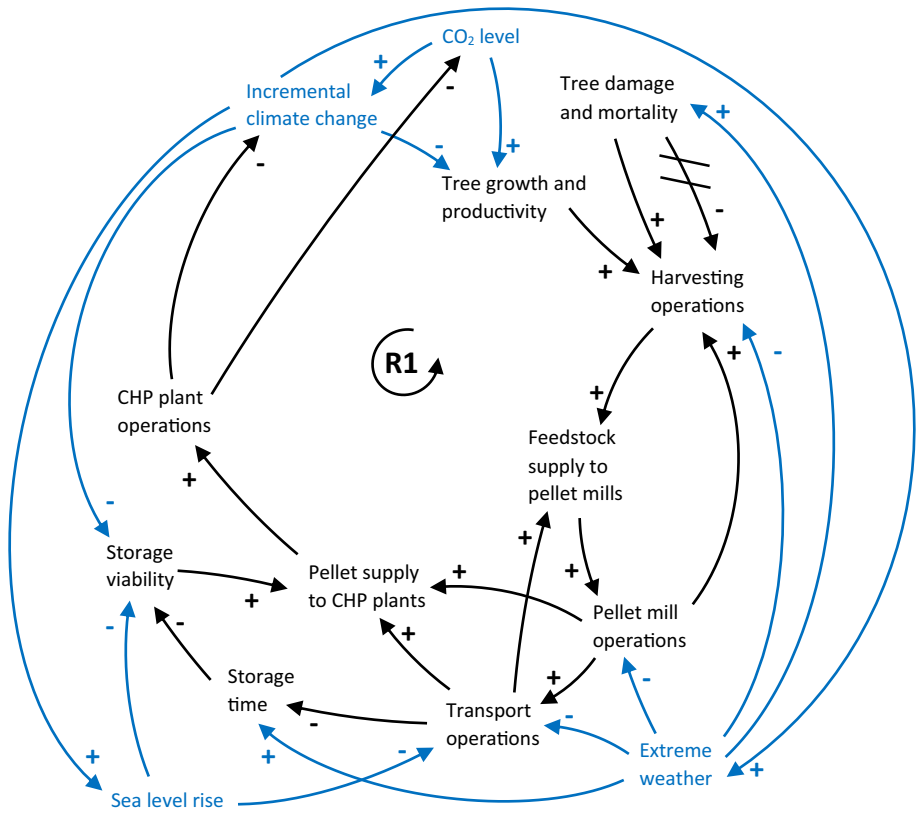 CO₂ level
+
-
Incremental
climate change
-
-
+
Tree damage
and mortality
+
Tree growth and
productivity
+
-
+
Harvesting
operations
+
-
R1
CHP plant
operations
+
+
Feedstock
supply to
pellet mills
-
Storage
viability
+
Pellet supply
to CHP plants
+
+
+
Pellet mill
operations
-
-
+
Storage
time
-
+
-
Transport
operations
-
-
Extreme
weather
+
+
+
-
Sea level rise